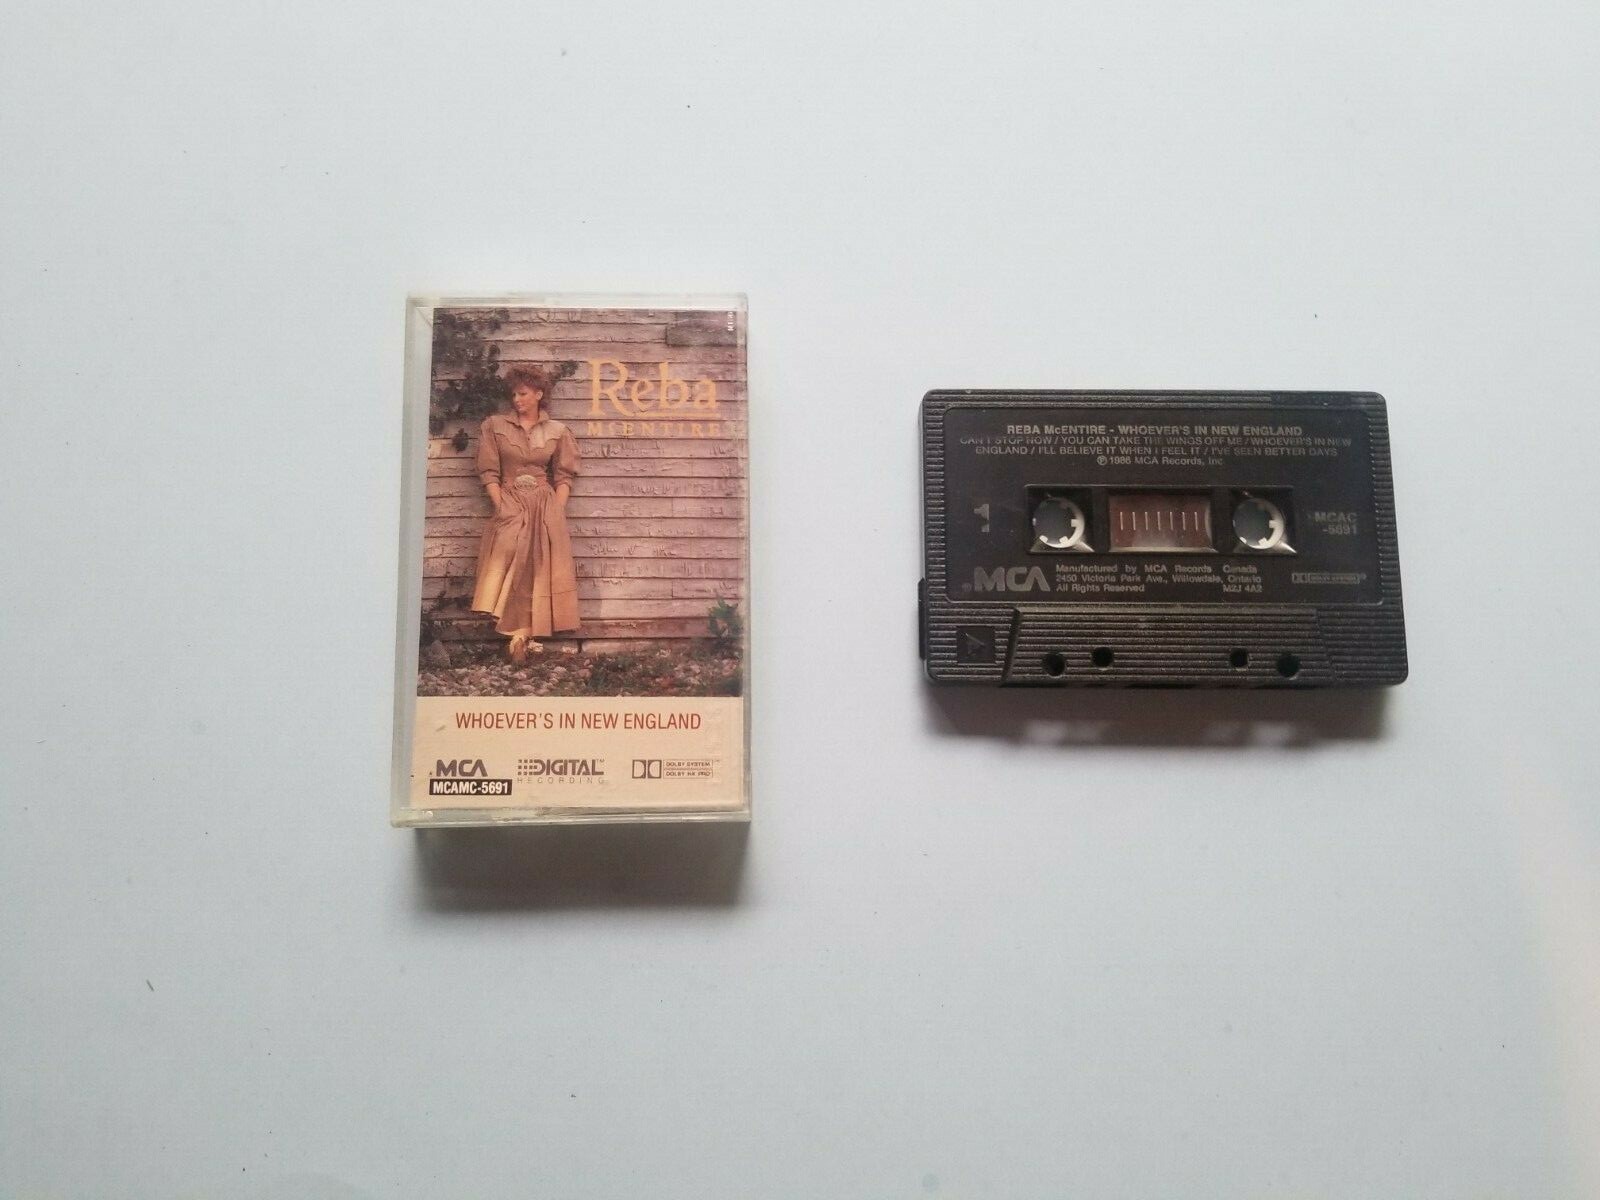 Reba
McENTIRE
WHOEVER'S IN NEW ENGLAND
MCA
MCAMC-5691
DIGITAL™
RECORDING
DOLBY SYSTEM
DOLBY HX PRO
REBA McENTIRE - WHOEVER'S IN NEW ENGLAND
CAN'T STOP NOW / YOU CAN TAKE THE WINGS OFF ME / WHOEVER'S IN NEW
ENGLAND / I'LL BELIEVE IT WHEN I FEEL IT / I'VE SEEN BETTER DAYS
℗ 1986 MCA Records, Inc
1
MCAC
-5691
MCA
Manufactured by MCA Records Canada
2450 Victoria Park Ave., Willowdale, Ontario
All Rights Reserved M2J 4A2
DOLBY SYSTEM®